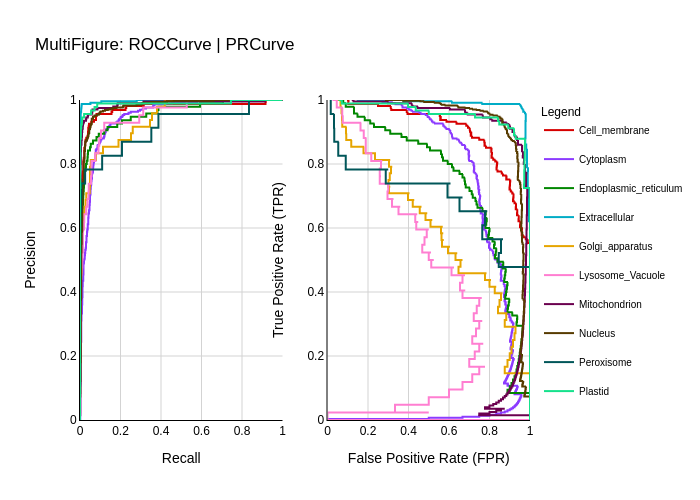 MultiFigure: ROCCurve | PRCurve
Precision
1
0.8
0.6
0.4
0.2
0
0
0.2
0.4
0.6
0.8
1
Recall
True Positive Rate (TPR)
1
0.8
0.6
0.4
0.2
0
0
0.2
0.4
0.6
0.8
1
False Positive Rate (FPR)
Legend
Cell_membrane
Cytoplasm
Endoplasmic_reticulum
Extracellular
Golgi_apparatus
Lysosome_Vacuole
Mitochondrion
Nucleus
Peroxisome
Plastid